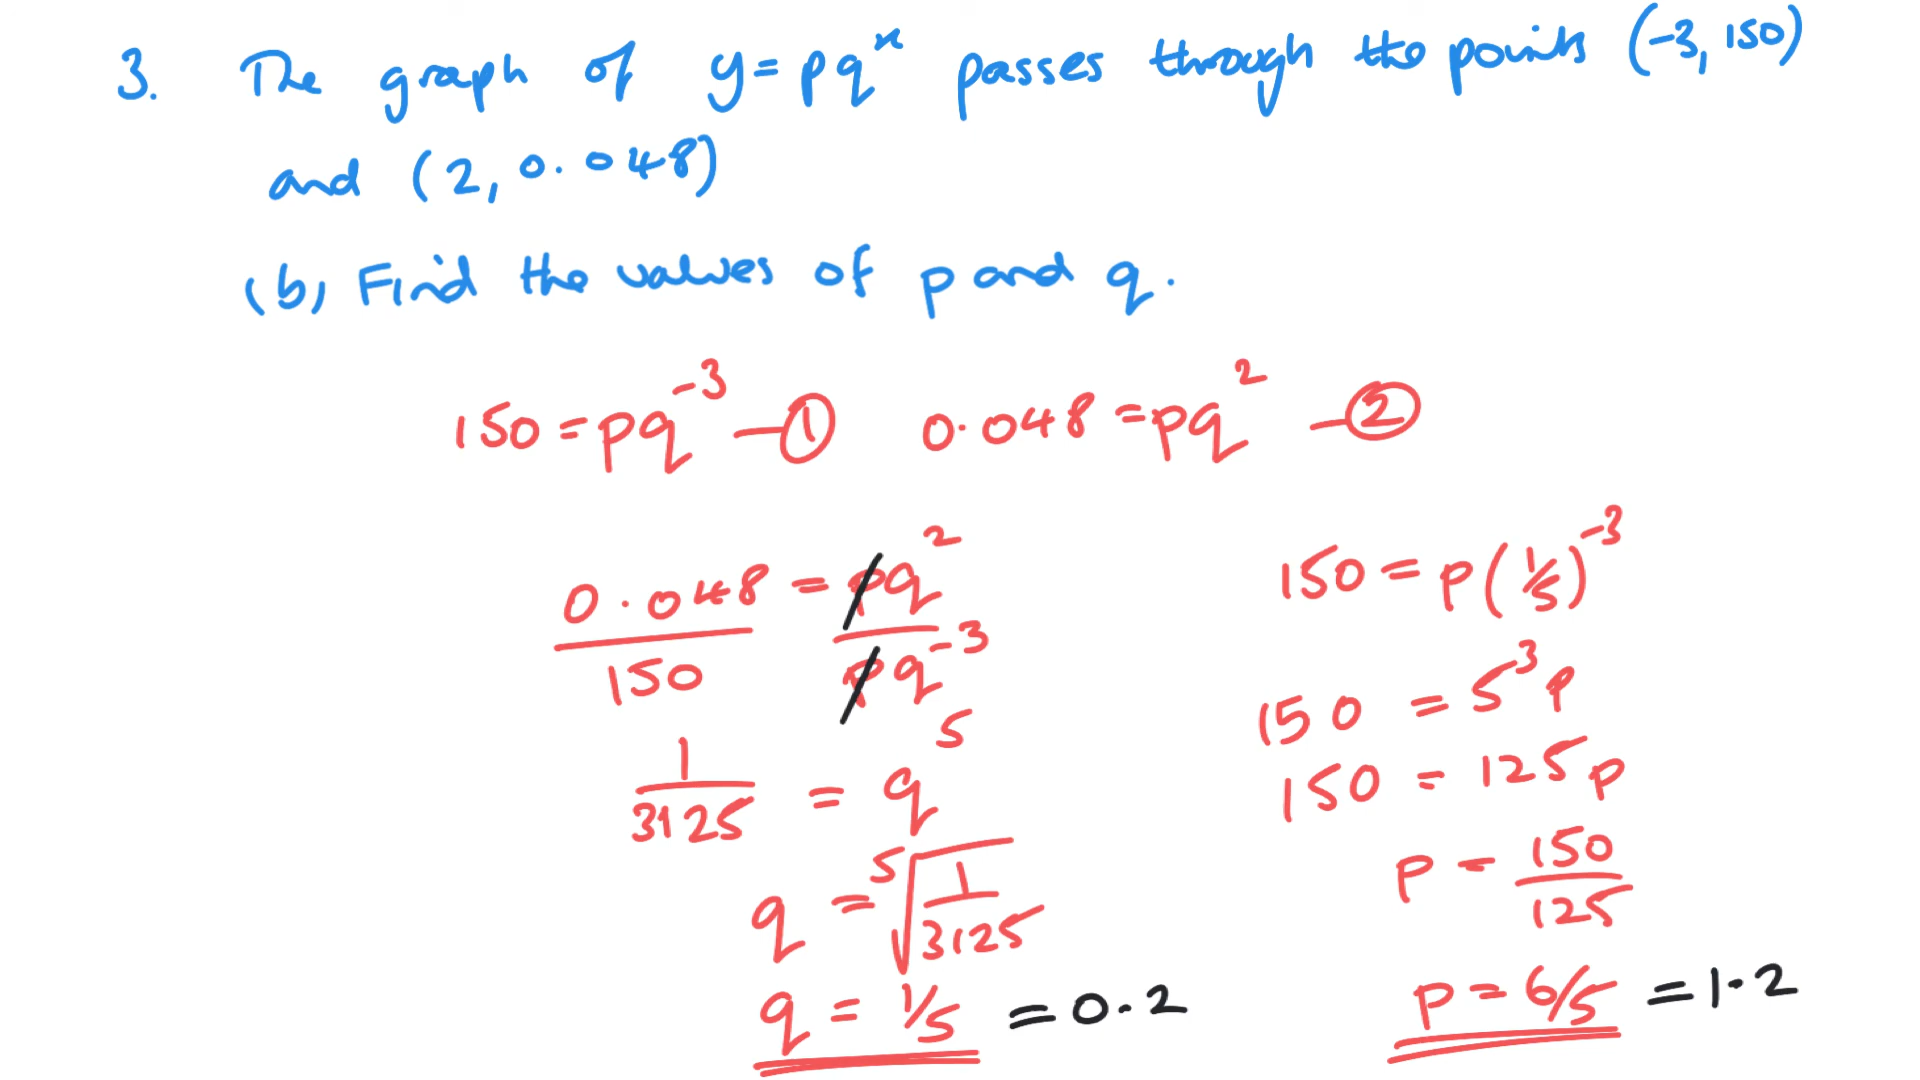 3. The graph of y = pq^x passes through the points (-3, 150)
and (2, 0.048)
(b) Find the values of p and q.
150 = pq^-3 —① 0.048 = pq^2 —②
0.048/150 = pq^2/pq^-3
1/3125 = q^5
q = ⁵√(1/3125)
q = 1/5 = 0.2
150 = p(1/5)^-3
150 = 5^3 p
150 = 125p
p = 150/125
p = 6/5 = 1.2